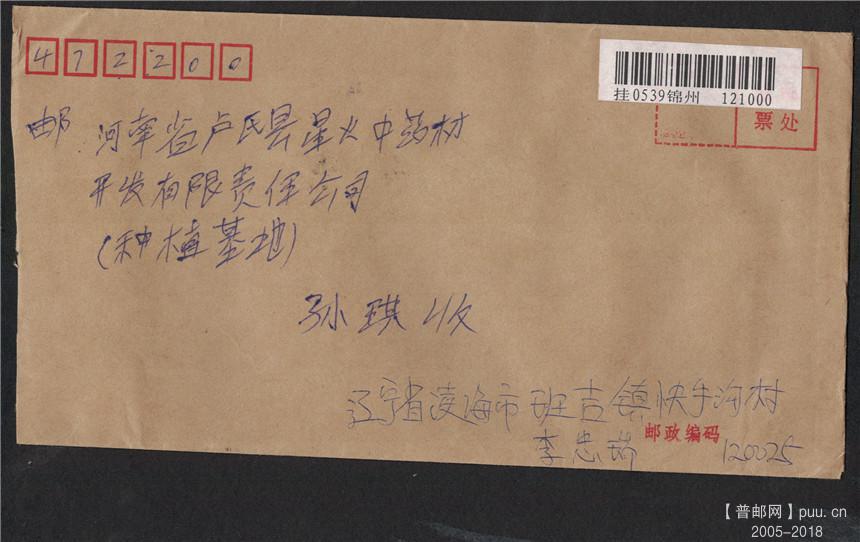 472200
挂0539锦州 121000
票处
邮 河南省卢氏县星火中药材
开发有限责任公司
(种植基地)
孙琪收
辽宁省凌海市班吉镇快手沟村
李忠瑞
邮政编码 120025
【普邮网】puu.cn
2005-2018